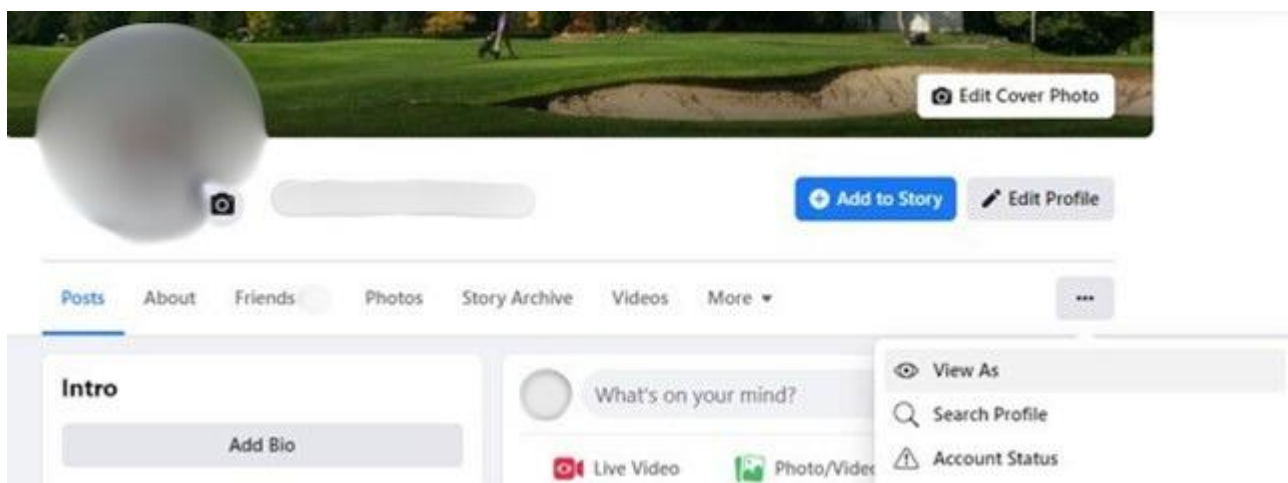 Edit Cover Photo
Add to Story
Edit Profile
Posts
About
Friends
Photos
Story Archive
Videos
More
...
Intro
Add Bio
What's on your mind?
Live Video
Photo/Video
View As
Search Profile
Account Status